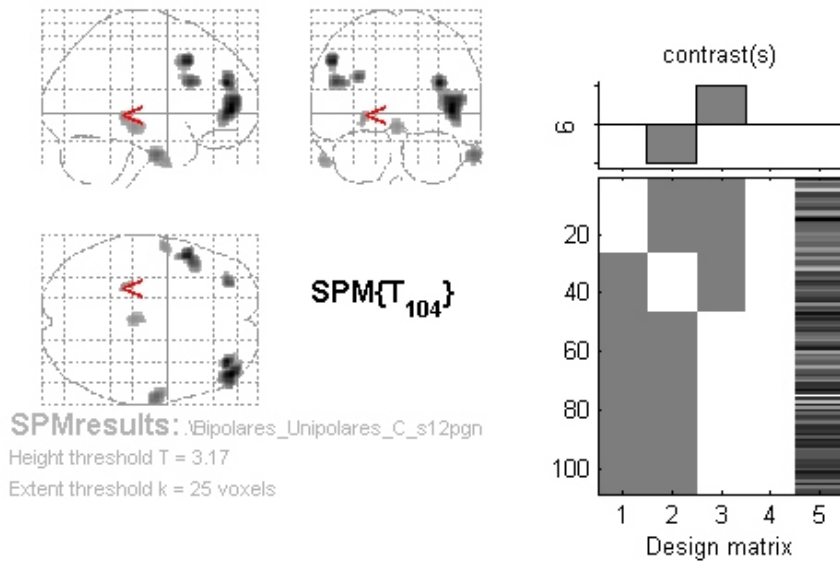 contrast(s)
6
SPM{T104}
SPMresults: .\Bipolares_Unipolares_C_s12pgn
Height threshold T = 3.17
Extent threshold k = 25 voxels
20
40
60
80
100
1 2 3 4 5
Design matrix